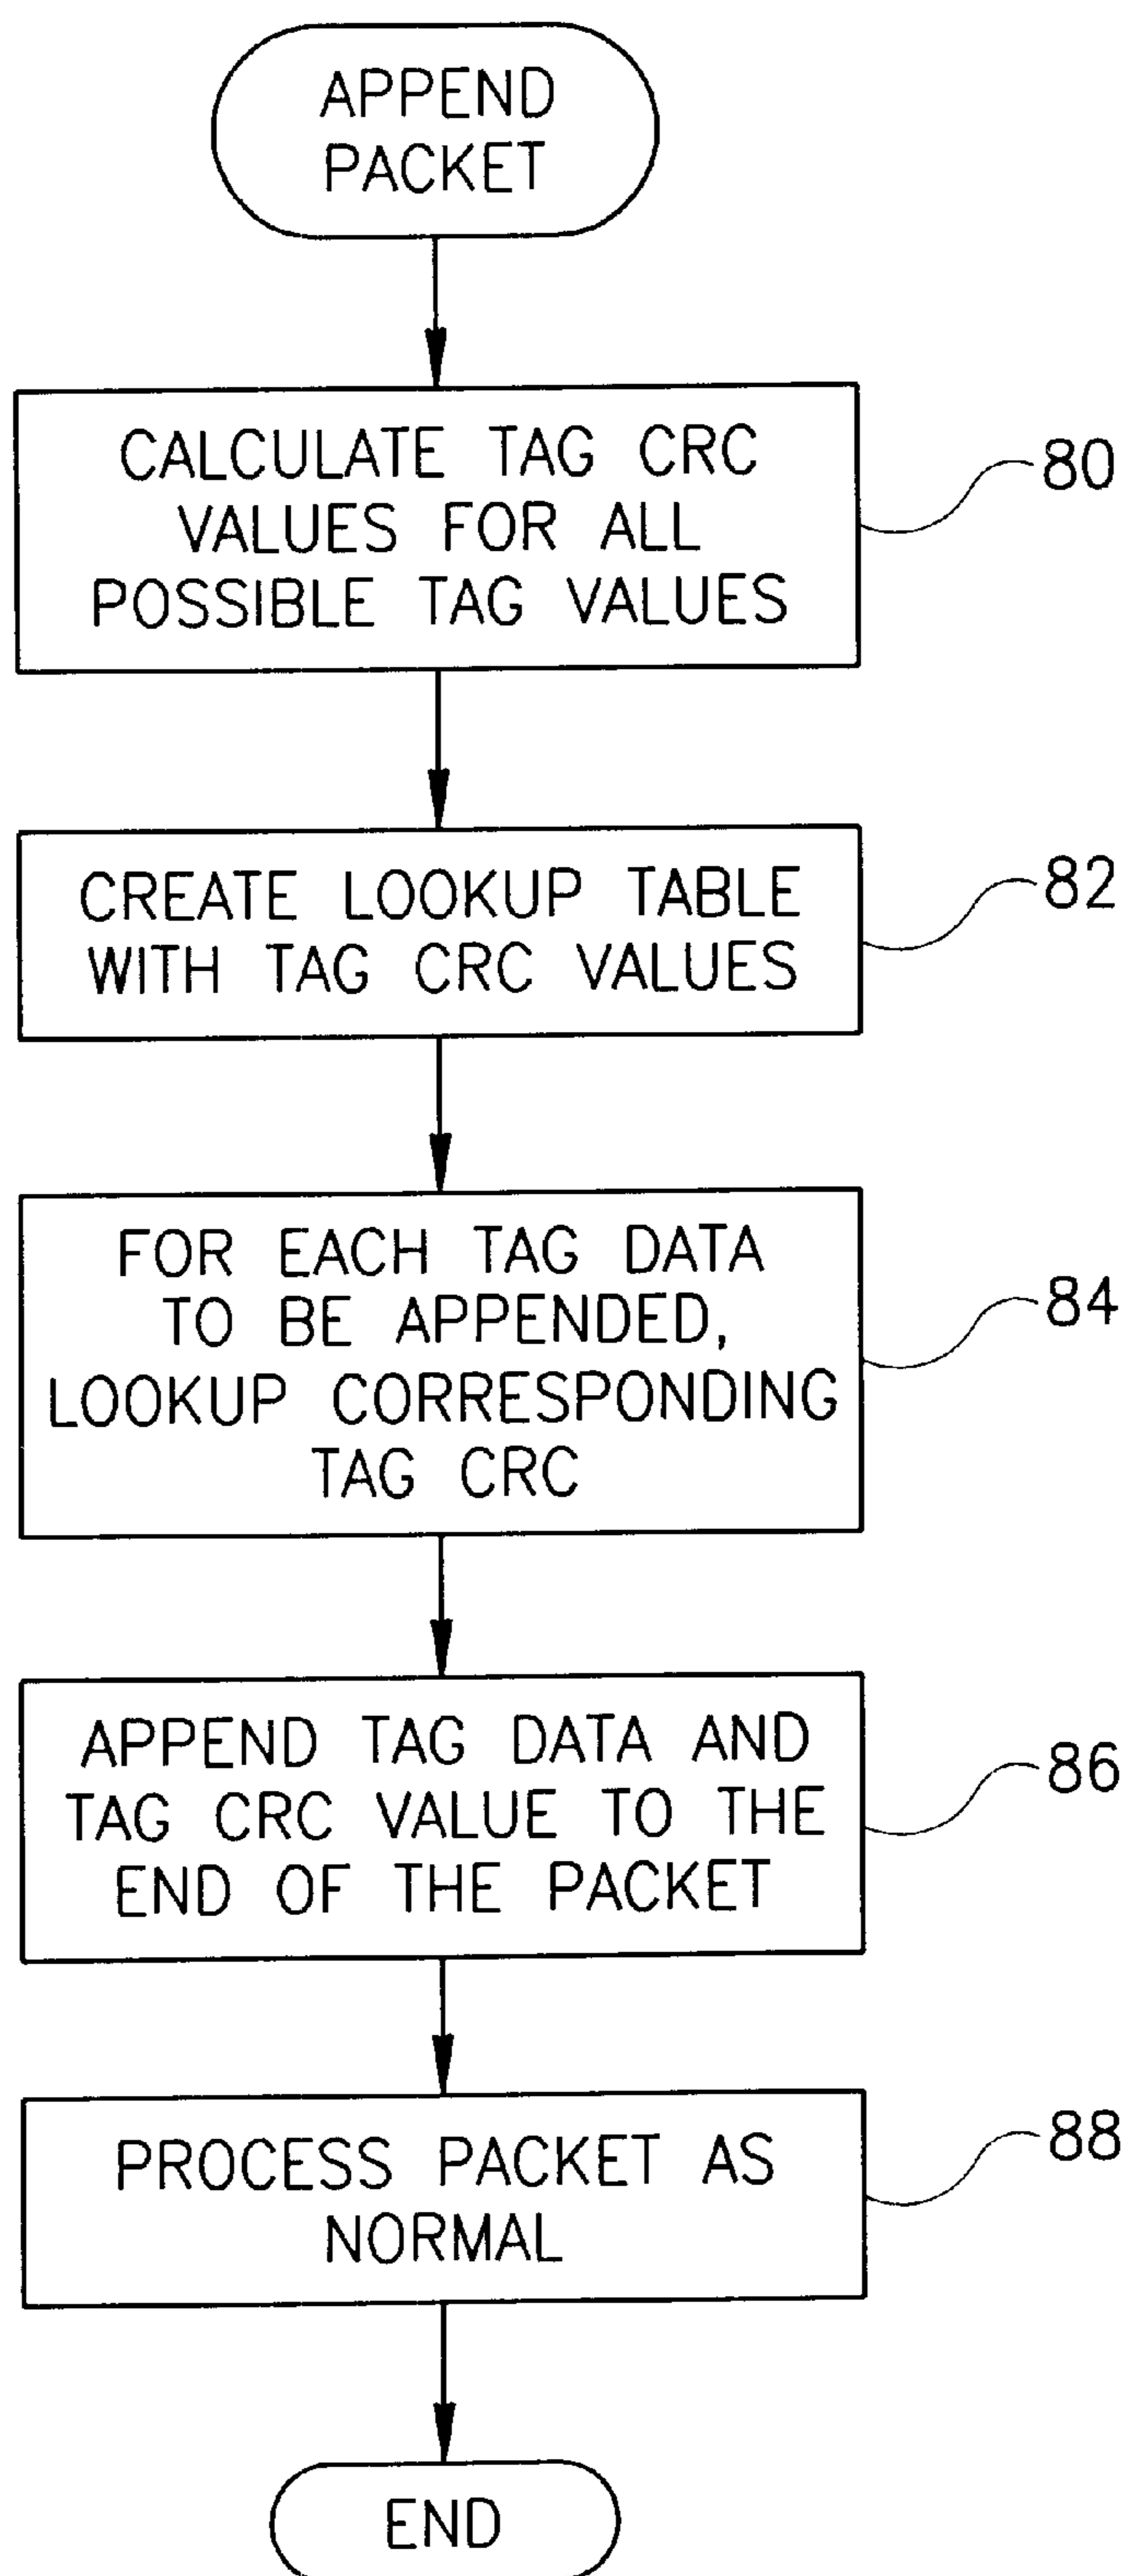 APPEND
PACKET
CALCULATE TAG CRC
VALUES FOR ALL
POSSIBLE TAG VALUES
80
CREATE LOOKUP TABLE
WITH TAG CRC VALUES
82
FOR EACH TAG DATA
TO BE APPENDED,
LOOKUP CORRESPONDING
TAG CRC
84
APPEND TAG DATA AND
TAG CRC VALUE TO THE
END OF THE PACKET
86
PROCESS PACKET AS
NORMAL
88
END